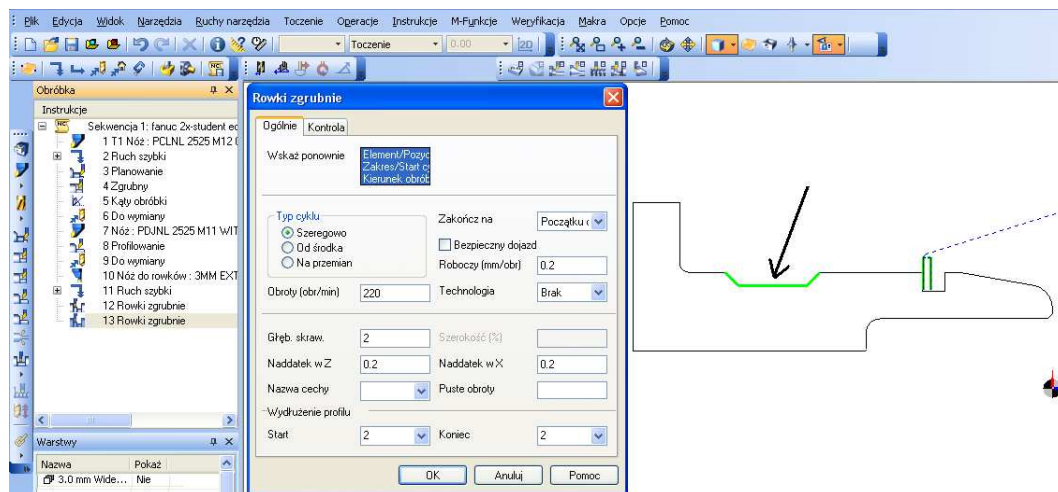 Plik Edycja Widok Narzędzia Ruchy narzędzia Toczenie Operacje Instrukcje M-Funkcje Weryfikacja Makra Opcje Pomoc
Toczenie 0.00 2D
Obróbka
Instrukcje
Sekwencja 1: fanuc 2x-student ec
1 T1 Nóż : PCLNL 2525 M12
2 Ruch szybki
3 Planowanie
4 Zgrubny
5 Kąty obróbki
6 Do wymiany
7 Nóż : PDJNL 2525 M11 WIT
8 Profilowanie
9 Do wymiany
10 Nóż do rowków : 3MM EXT
11 Ruch szybki
12 Rowki zgrubnie
13 Rowki zgrubnie
Warstwy
Nazwa Pokaż
3.0 mm Wide... Nie
Rowki zgrubnie
Ogólnie Kontrola
Wskaż ponownie
Element/Pozyc
Zakres/Start c
Kierunek obrób
Typ cyklu
Szeregowo
Od środka
Na przemian
Zakończ na Początku
Bezpieczny dojazd
Roboczy (mm/obr) 0.2
Obroty (obr/min) 220 Technologia Brak
Głęb. skraw. 2 Szerokość (%)
Naddatek w Z 0.2 Naddatek w X 0.2
Nazwa cechy Puste obroty
Wydłużenie profilu
Start 2 Koniec 2
OK Anuluj Pomoc